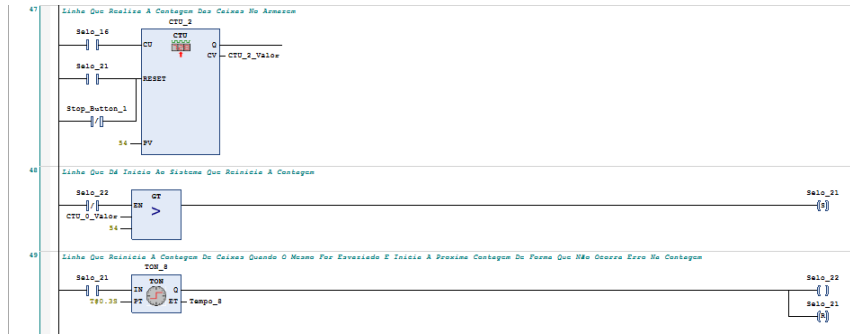 47 Linha Que Realiza A Contagem Das Caixas No Armazem
CTU_2
Selo_16
CTU
CU
Q
CV
CTU_2_Valor
Selo_21
RESET
Stop_Button_1
54
PV
48 Linha Que Dá Inicio Ao Sistema Que Reinicia A Contagem
Selo_22
GT
Selo_21
EN
>
S
CTU_0_Valor
54
49 Linha Que Reinicia A Contagem De Caixas Quando O Mesmo For Esvaziado E Inicia A Proxima Contagem De Forma Que Não Ocorra Erro Na Contagem
TON_8
Selo_21
TON
Selo_22
IN
Q
T#0.3S
PT
ET
Tempo_8
Selo_21
R